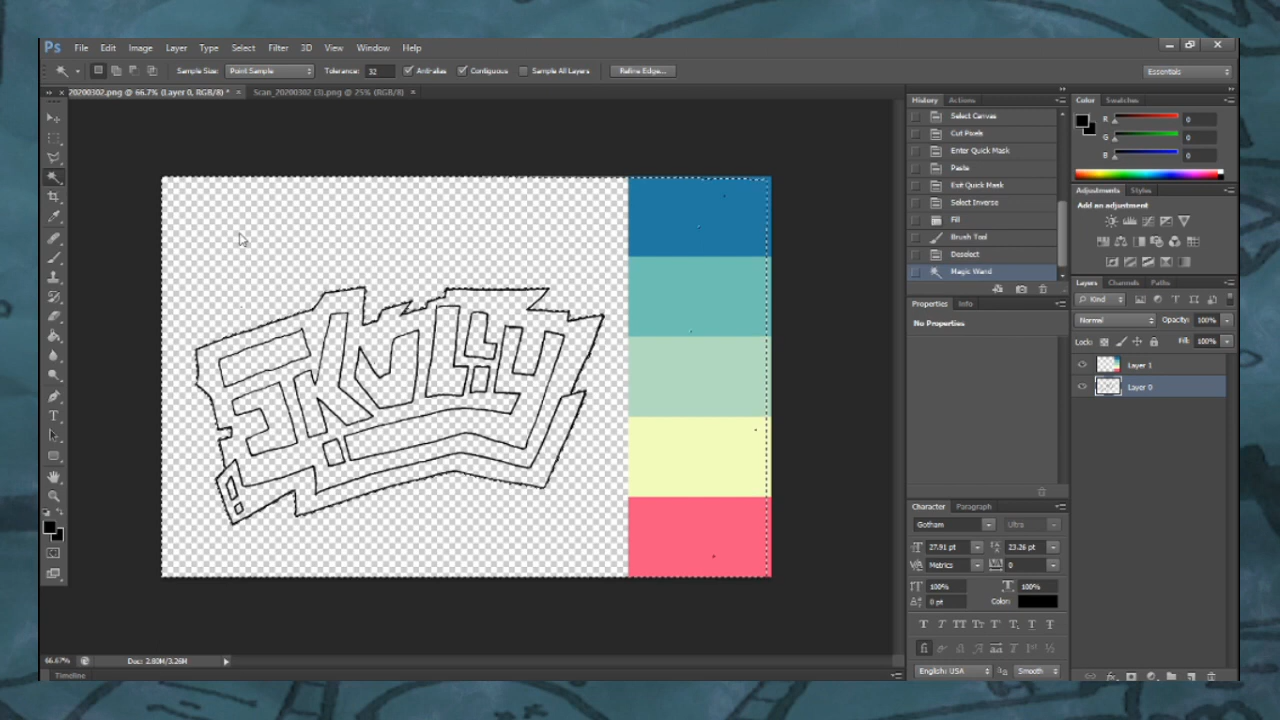 Ps File Edit Image Layer Type Select Filter 3D View Window Help
Sample Size: Point Sample Tolerance: 32 Anti-alias Contiguous Sample All Layers Refine Edge... Essentials
20200302.png @ 66.7% (Layer 0, RGB/8) * × Scan_20200302 (3).png @ 25% (RGB/8) ×
History Actions
Select Canvas
Cut Pixels
Enter Quick Mask
Paste
Exit Quick Mask
Select Inverse
Fill
Brush Tool
Deselect
Magic Wand
Properties Info
No Properties
Color Swatches
R 0
G 0
B 0
Adjustments Styles
Add an adjustment
Layers Channels Paths
Kind
Normal Opacity: 100%
Lock: Fill: 100%
Layer 1
Layer 0
Character Paragraph
Gotham Ultra
27.91 pt 23.26 pt
Metrics 0
100% 100%
0 pt Color:
English: USA Smooth
66.67% Doc: 2.80M/3.26M
Timeline